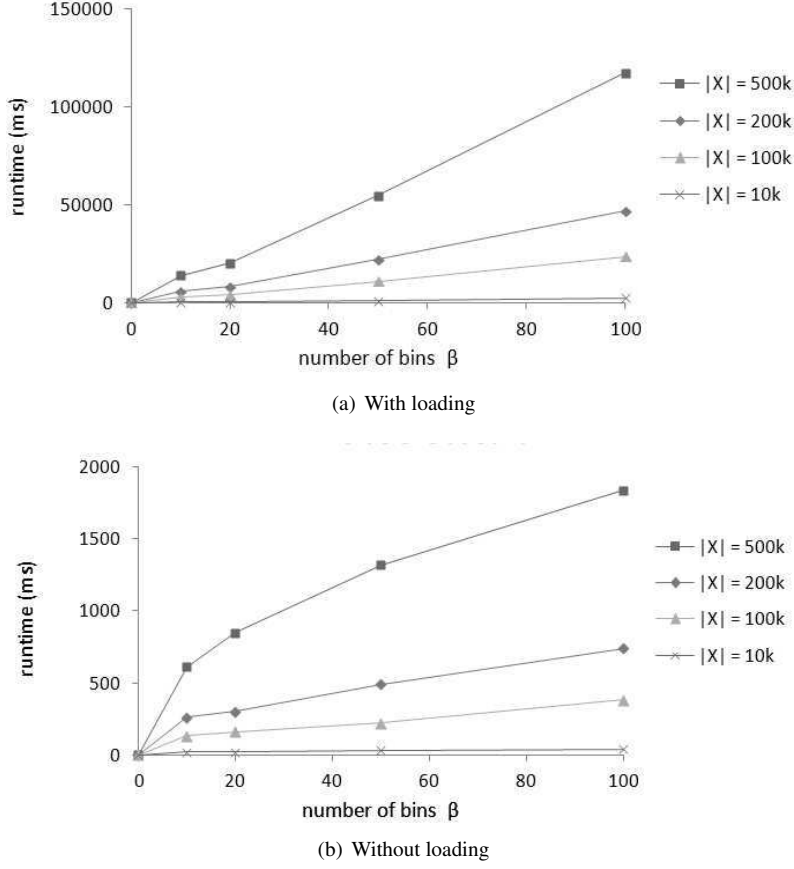 150000
100000
50000
0
runtime (ms)
0 20 40 60 80 100
number of bins β
|X| = 500k
|X| = 200k
|X| = 100k
|X| = 10k
(a) With loading
2000
1500
1000
500
0
runtime (ms)
0 20 40 60 80 100
number of bins β
|X| = 500k
|X| = 200k
|X| = 100k
|X| = 10k
(b) Without loading